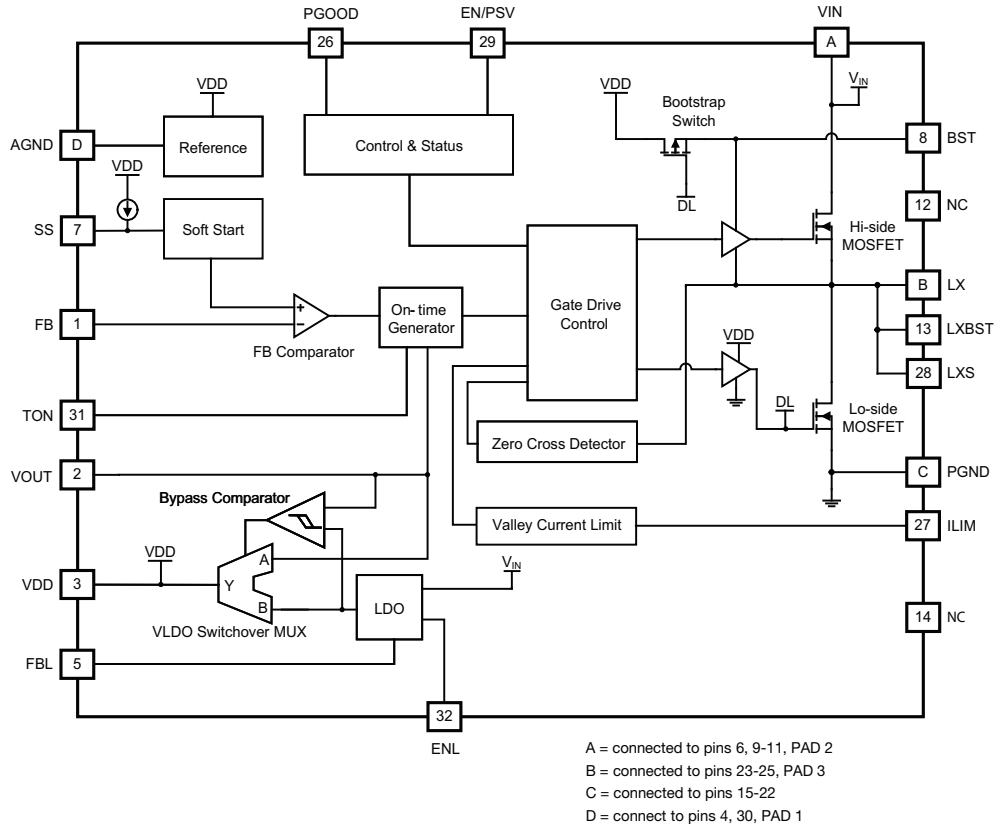 PGOOD
EN/PSV
VIN
26
29
A
VDD
VDD
Bootstrap
Switch
VIN
AGND
D
Reference
Control & Status
8
BST
VDD
DL
12
NC
SS
7
Soft Start
Hi-side
MOSFET
Gate Drive
Control
B
LX
FB
1
+
−
On-time
Generator
FB Comparator
13
LXBST
VDD
28
LXS
TON
31
DL
Lo-side
MOSFET
Zero Cross Detector
VOUT
2
C
PGND
Bypass Comparator
Valley Current Limit
27
ILIM
VDD
A
VIN
VDD
3
Y
B
LDO
14
NC
VLDO Switchover MUX
FBL
5
32
ENL
A = connected to pins 6, 9-11, PAD 2
B = connected to pins 23-25, PAD 3
C = connected to pins 15-22
D = connect to pins 4, 30, PAD 1